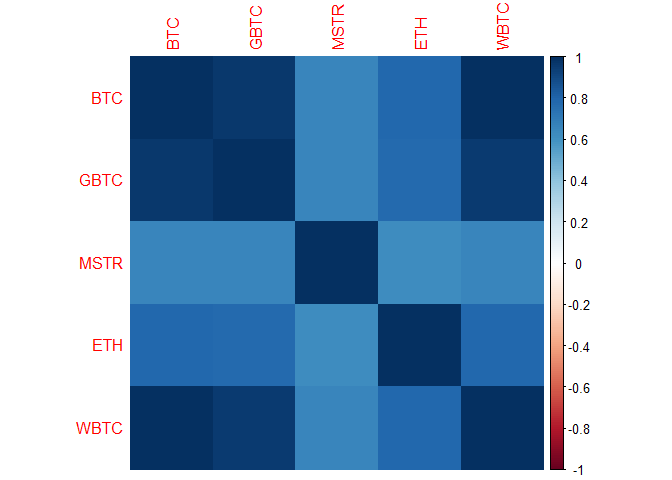 BTC
GBTC
MSTR
ETH
WBTC
BTC
GBTC
MSTR
ETH
WBTC
1
0.8
0.6
0.4
0.2
0
-0.2
-0.4
-0.6
-0.8
-1